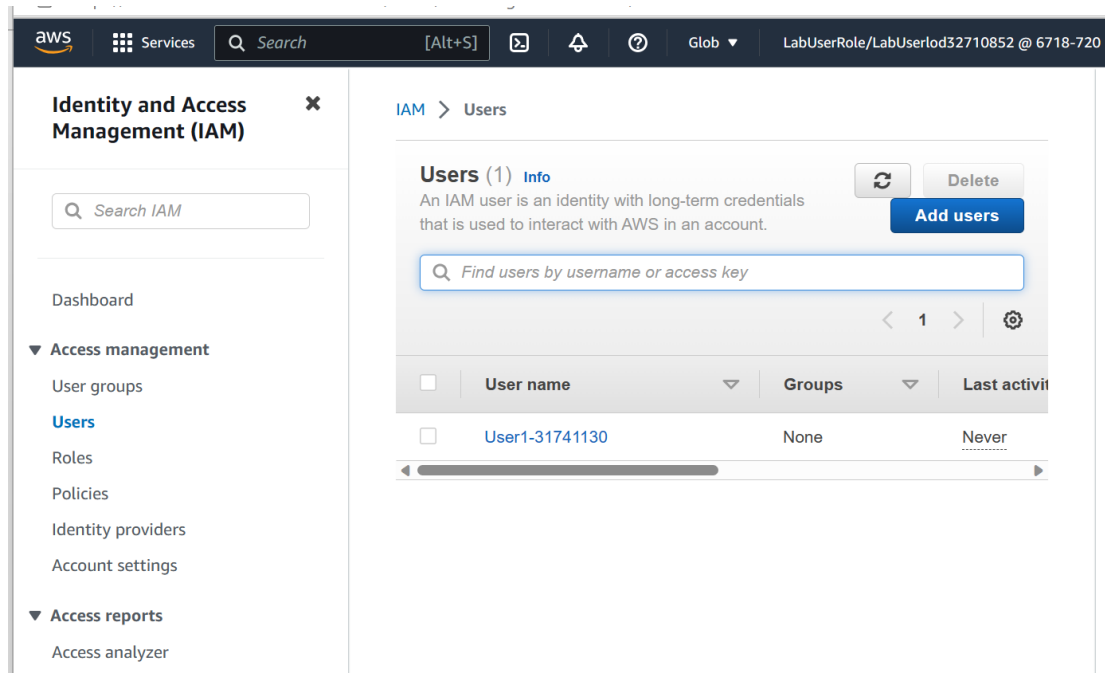 aws
Services
Search
[Alt+S]
Glob
LabUserRole/LabUserlod32710852 @ 6718-720
Identity and Access
Management (IAM)
Search IAM
Dashboard
Access management
User groups
Users
Roles
Policies
Identity providers
Account settings
Access reports
Access analyzer
IAM > Users
Users (1) Info
An IAM user is an identity with long-term credentials
that is used to interact with AWS in an account.
Delete
Add users
Find users by username or access key
1
User name
Groups
Last activit
User1-31741130
None
Never